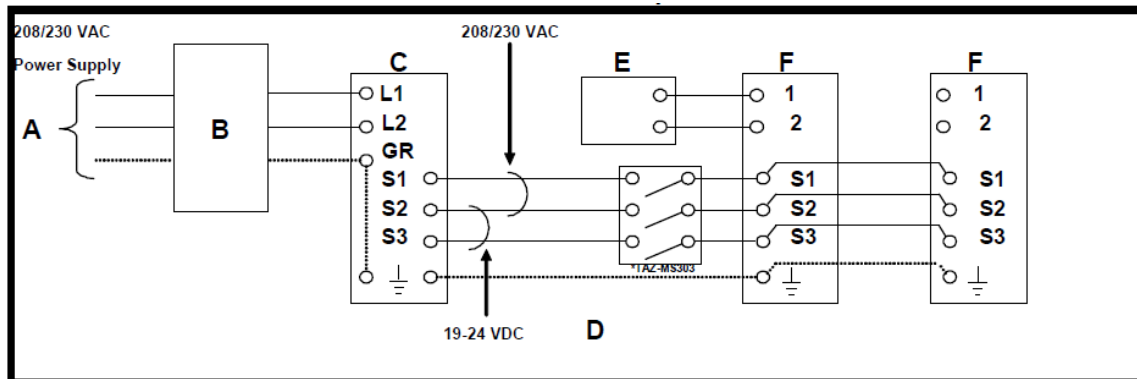 208/230 VAC
208/230 VAC
Power Supply
C
E
F
F
L1
1
1
A
B
L2
2
2
GR
S1
S1
S1
S2
S2
S2
S3
S3
S3
*TAZ-MS303
19-24 VDC
D